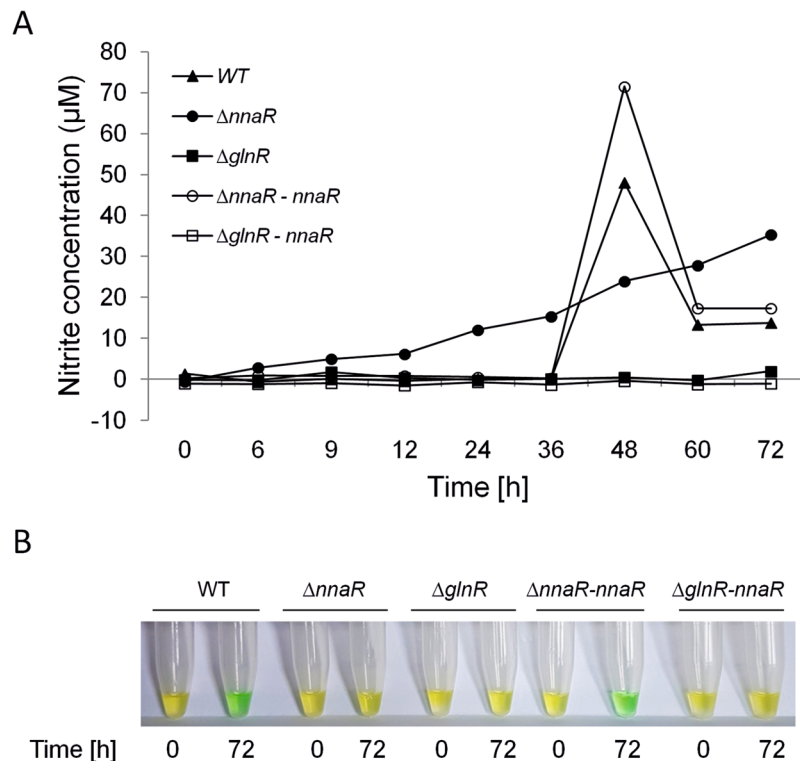 A
Nitrite concentration (µM)
80
70
60
50
40
30
20
10
0
-10
WT
ΔnnaR
ΔglnR
ΔnnaR - nnaR
ΔglnR - nnaR
0 6 9 12 24 36 48 60 72
Time [h]
B
WT ΔnnaR ΔglnR ΔnnaR-nnaR ΔglnR-nnaR
Time [h] 0 72 0 72 0 72 0 72 0 72